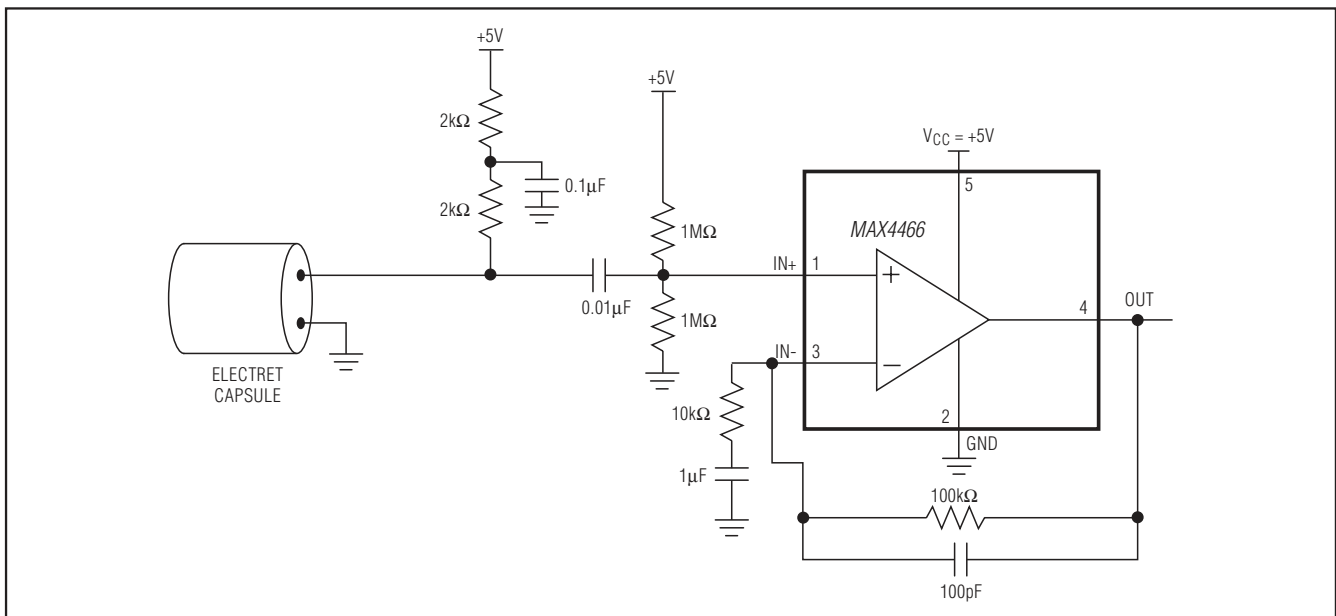 +5V
2kΩ
0.1µF
2kΩ
ELECTRET
CAPSULE
0.01µF
+5V
1MΩ
1MΩ
IN+
1
IN-
3
10kΩ
1µF
VCC = +5V
5
MAX4466
+
−
2
GND
4
OUT
100kΩ
100pF